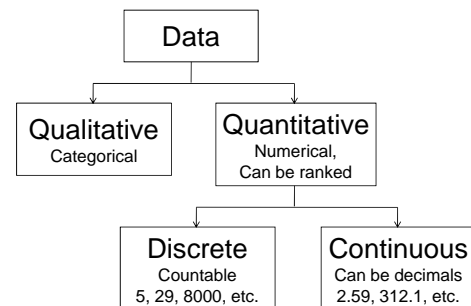 Data
Qualitative
Categorical
Quantitative
Numerical,
Can be ranked
Discrete
Countable
5, 29, 8000, etc.
Continuous
Can be decimals
2.59, 312.1, etc.